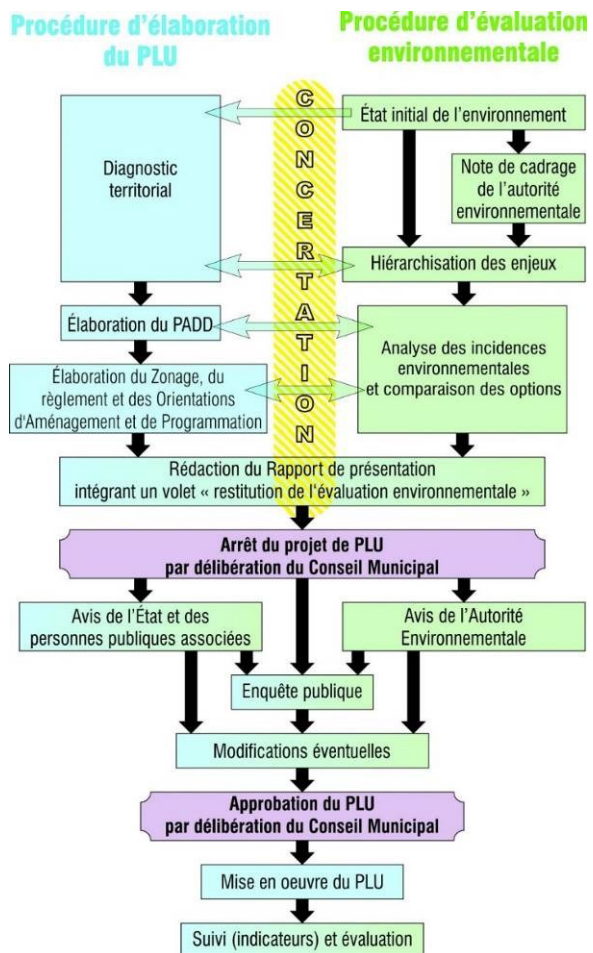 Procédure d'élaboration
du PLU
Procédure d'évaluation
environnementale
CONCERTATION
Diagnostic
territorial
État initial de l'environnement
Note de cadrage
de l'autorité
environnementale
Hiérarchisation des enjeux
Élaboration du PADD
Analyse des incidences
environnementales
et comparaison des options
Élaboration du Zonage, du
règlement et des Orientations
d'Aménagement et de Programmation
Rédaction du Rapport de présentation
intégrant un volet « restitution de l'évaluation environnementale »
Arrêt du projet de PLU
par délibération du Conseil Municipal
Avis de l'État et des
personnes publiques associées
Avis de l'Autorité
Environnementale
Enquête publique
Modifications éventuelles
Approbation du PLU
par délibération du Conseil Municipal
Mise en oeuvre du PLU
Suivi (indicateurs) et évaluation